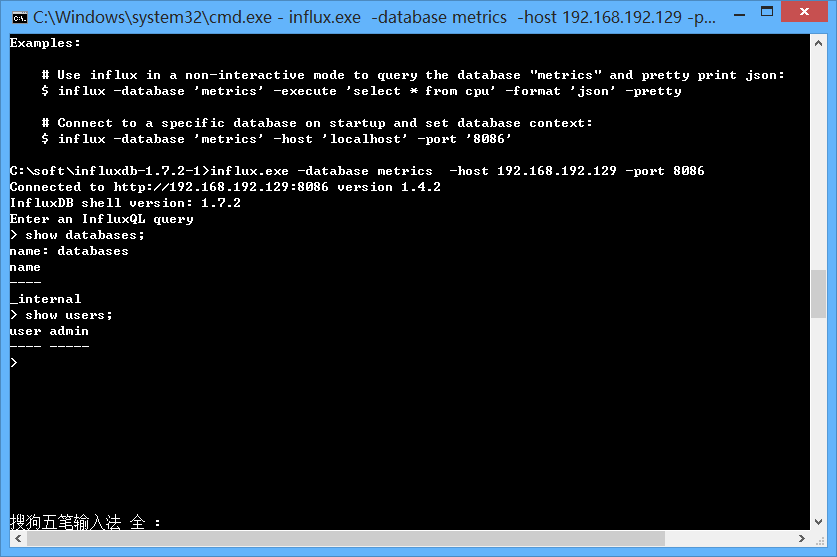 C:\Windows\system32\cmd.exe - influx.exe  -database metrics  -host 192.168.192.129 -p...
Examples:
    # Use influx in a non-interactive mode to query the database "metrics" and pretty print json:
    $ influx -database 'metrics' -execute 'select * from cpu' -format 'json' -pretty
    # Connect to a specific database on startup and set database context:
    $ influx -database 'metrics' -host 'localhost' -port '8086'
C:\soft\influxdb-1.7.2-1>influx.exe -database metrics  -host 192.168.192.129 -port 8086
Connected to http://192.168.192.129:8086 version 1.4.2
InfluxDB shell version: 1.7.2
Enter an InfluxQL query
> show databases;
name: databases
name
----
_internal
> show users;
user admin
---- -----
>
搜狗五笔输入法 全 :